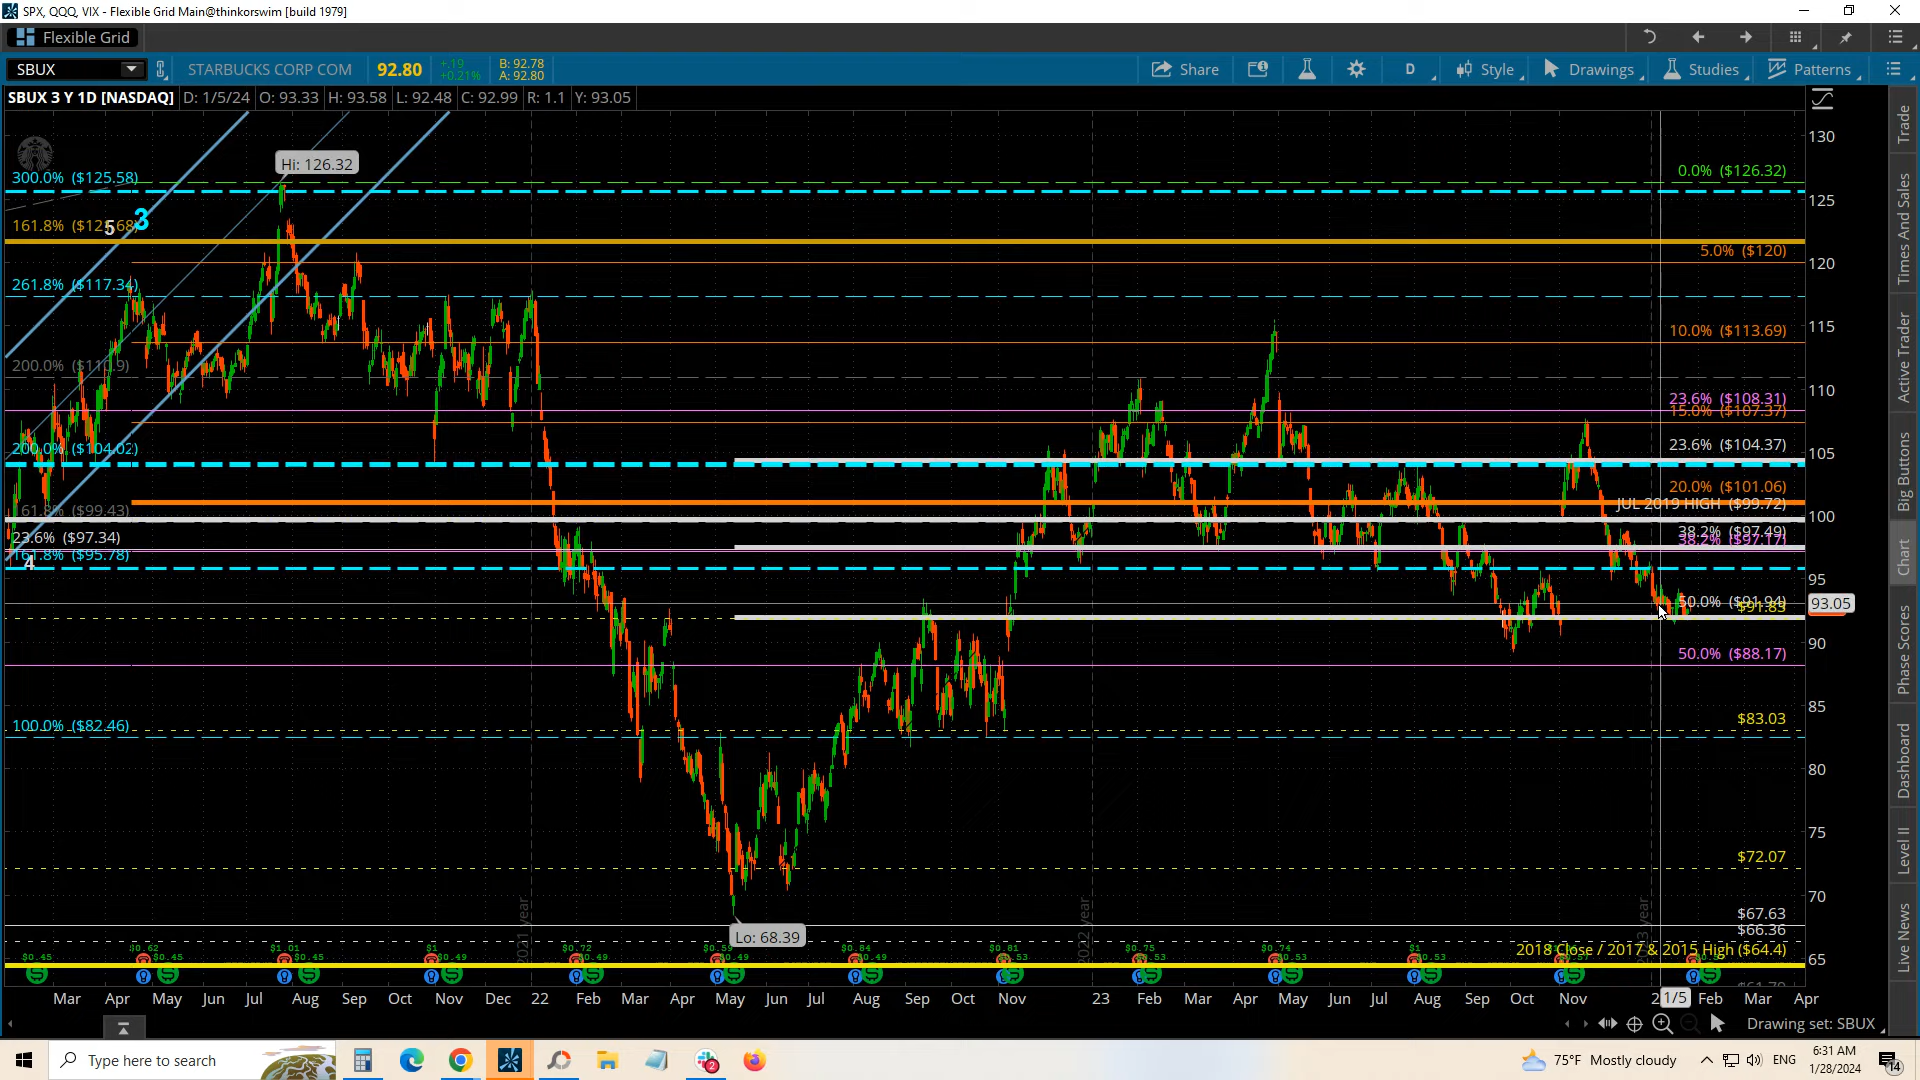 SPX, QQQ, VIX - Flexible Grid Main@thinkorswim [build 1979]
Flexible Grid
SBUX
STARBUCKS CORP COM
92.80
+.19
+0.21%
B: 92.78
A: 92.80
Share
D
Style
Drawings
Studies
Patterns
SBUX 3 Y 1D [NASDAQ] D: 1/5/24 O: 93.33 H: 93.58 L: 92.48 C: 92.99 R: 1.1 Y: 93.05
Hi: 126.32
300.0% ($125.58)
0.0% ($126.32)
161.8%
5
3
5.0% ($120)
261.8% ($117.34)
10.0% ($113.69)
200.0% ($110.9)
23.6% ($108.31)
15.0% ($107.37)
200.0% ($104.02)
23.6% ($104.37)
20.0% ($101.06)
JUL 2019 HIGH ($99.72)
61.8% ($99.43)
38.2% ($97.49)
38.2% ($97.17)
23.6% ($97.34)
161.8% ($95.78)
4
50.0% ($91.94)
$91.83
50.0% ($88.17)
100.0% ($82.46)
$83.03
$72.07
$67.63
$66.36
Lo: 68.39
2018 Close / 2017 & 2015 High ($64.4)
2021 year
2022 year
2023 year
130
125
120
115
110
105
100
95
93.05
90
85
80
75
70
65
$0.45
$0.62
$0.45
$1.01
$0.45
$1
$0.49
$0.72
$0.49
$0.59
$0.49
$0.84
$0.49
$0.81
$0.75
$0.53
$0.74
$0.53
$1
$0.53
Mar Apr May Jun Jul Aug Sep Oct Nov Dec 22 Feb Mar Apr May Jun Jul Aug Sep Oct Nov 23 Feb Mar Apr May Jun Jul Aug Sep Oct Nov 1/5 Feb Mar Apr
Drawing set: SBUX
Trade
Times And Sales
Active Trader
Big Buttons
Chart
Phase Scores
Dashboard
Level II
Live News
Type here to search
2
75°F Mostly cloudy
ENG
6:31 AM
1/28/2024
14